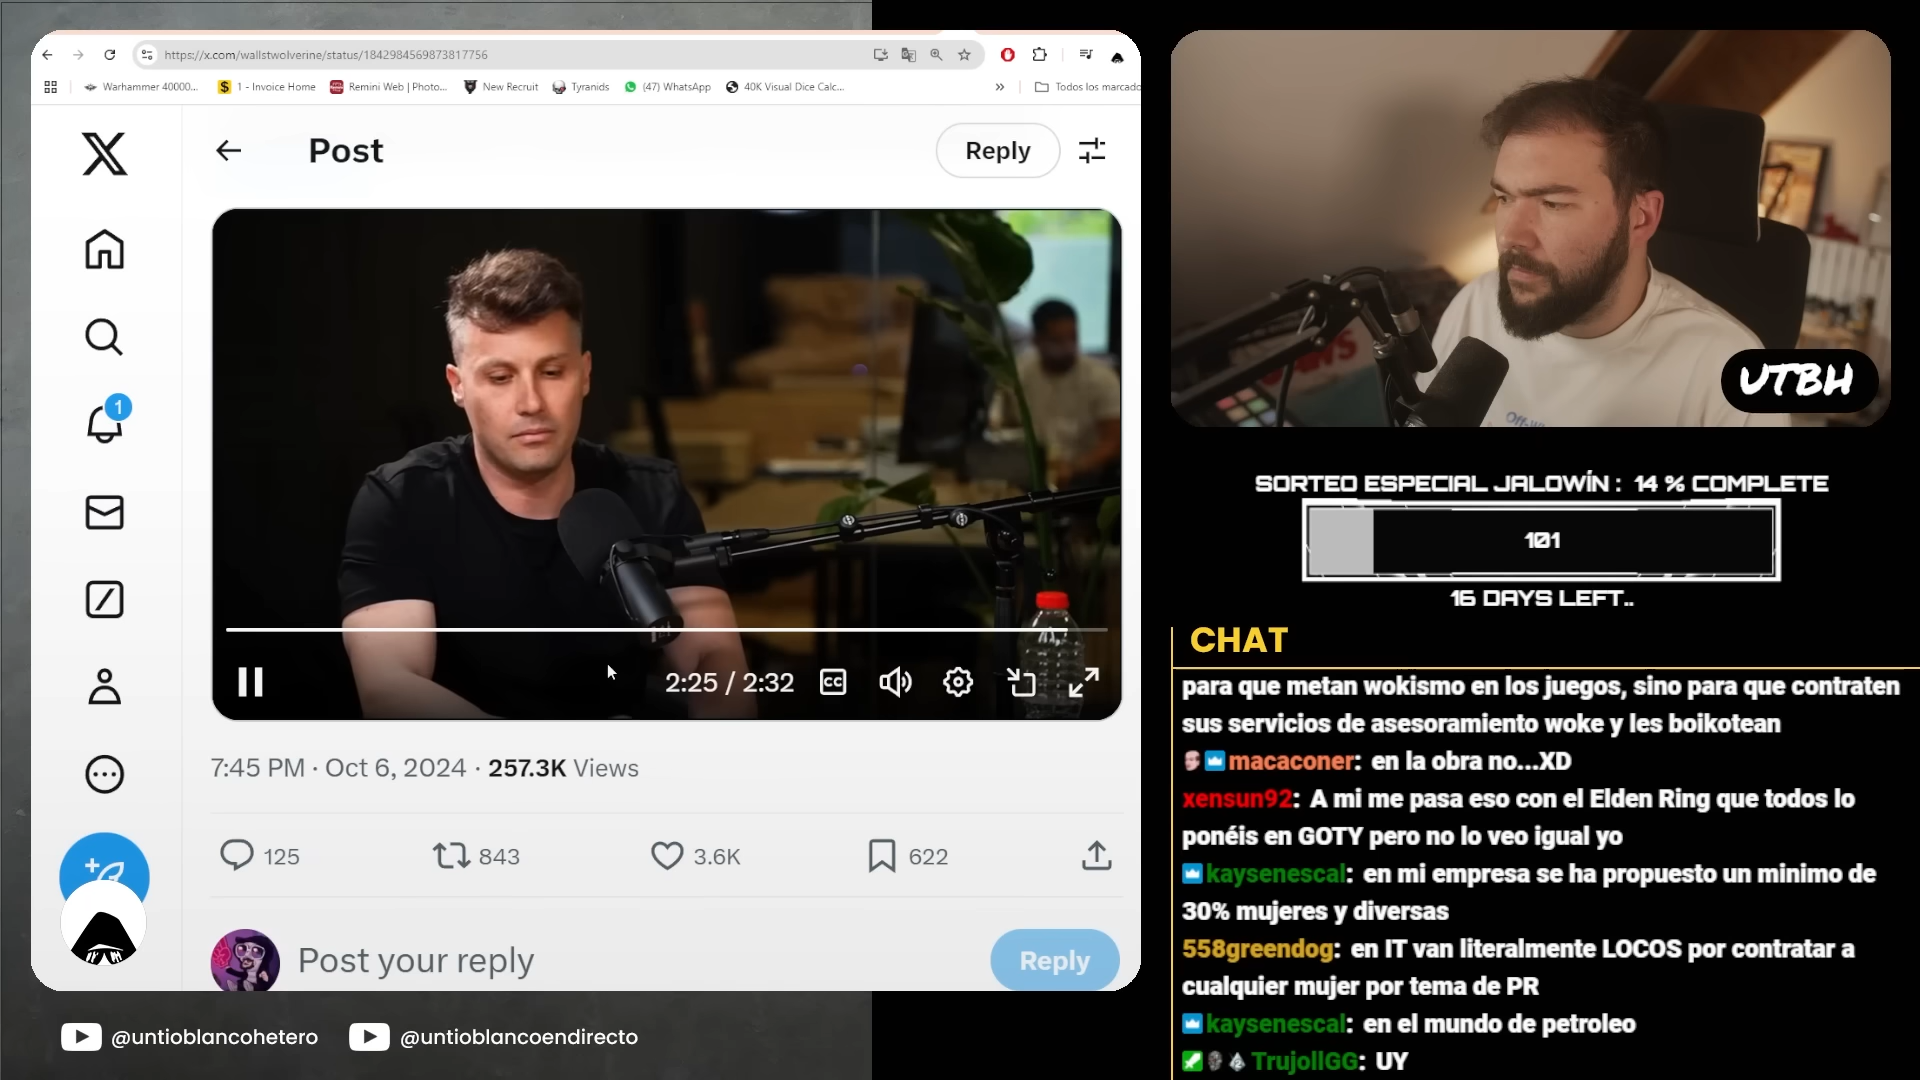 https://x.com/wallstwolverine/status/1842984569873817756
Warhammer 40000...
1 - Invoice Home
Remini Web | Photo...
New Recruit
Tyranids
(47) WhatsApp
40K Visual Dice Calc...
»
Todos los marcado
Post
Reply
1
2:25 / 2:32
CC
7:45 PM · Oct 6, 2024 · 257.3K Views
125
843
3.6K
622
Post your reply
Reply
@untioblancohetero
@untioblancoendirecto
UTBH
SORTEO ESPECIAL JALOWÍN : 14 % COMPLETE
101
16 DAYS LEFT..
CHAT
para que metan wokismo en los juegos, sino para que contraten
sus servicios de asesoramiento woke y les boikotean
macaconer: en la obra no...XD
xensun92: A mi me pasa eso con el Elden Ring que todos lo
ponéis en GOTY pero no lo veo igual yo
kaysenescal: en mi empresa se ha propuesto un minimo de
30% mujeres y diversas
558greendog: en IT van literalmente LOCOS por contratar a
cualquier mujer por tema de PR
kaysenescal: en el mundo de petroleo
TrujollGG: UY